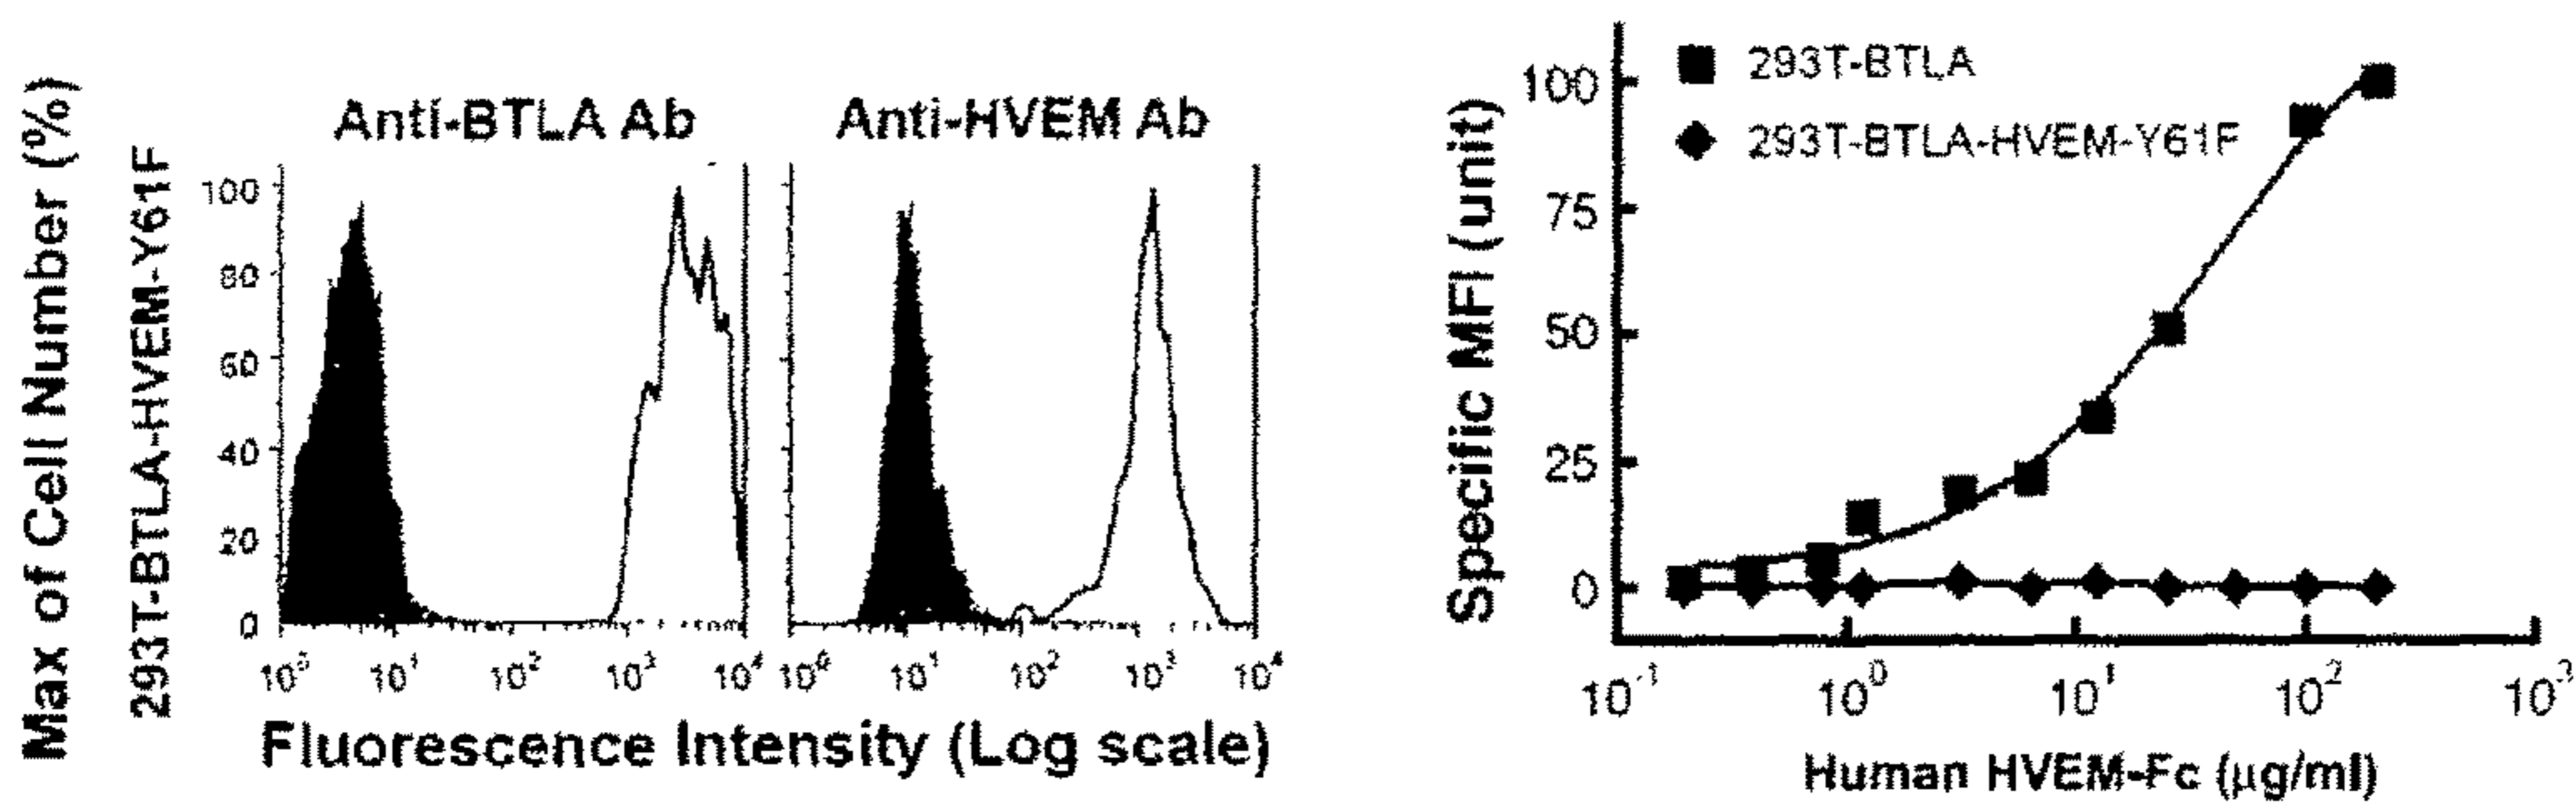 Max of Cell Number (%)
293T-BTLA-HVEM-Y61F
Anti-BTLA Ab
Anti-HVEM Ab
100
80
60
40
20
0
10⁰ 10¹ 10² 10³ 10⁴
10⁰ 10¹ 10² 10³ 10⁴
Fluorescence Intensity (Log scale)
293T-BTLA
293T-BTLA-HVEM-Y61F
Specific MFI (unit)
100
75
50
25
0
10⁻¹ 10⁰ 10¹ 10² 10³
Human HVEM-Fc (µg/ml)